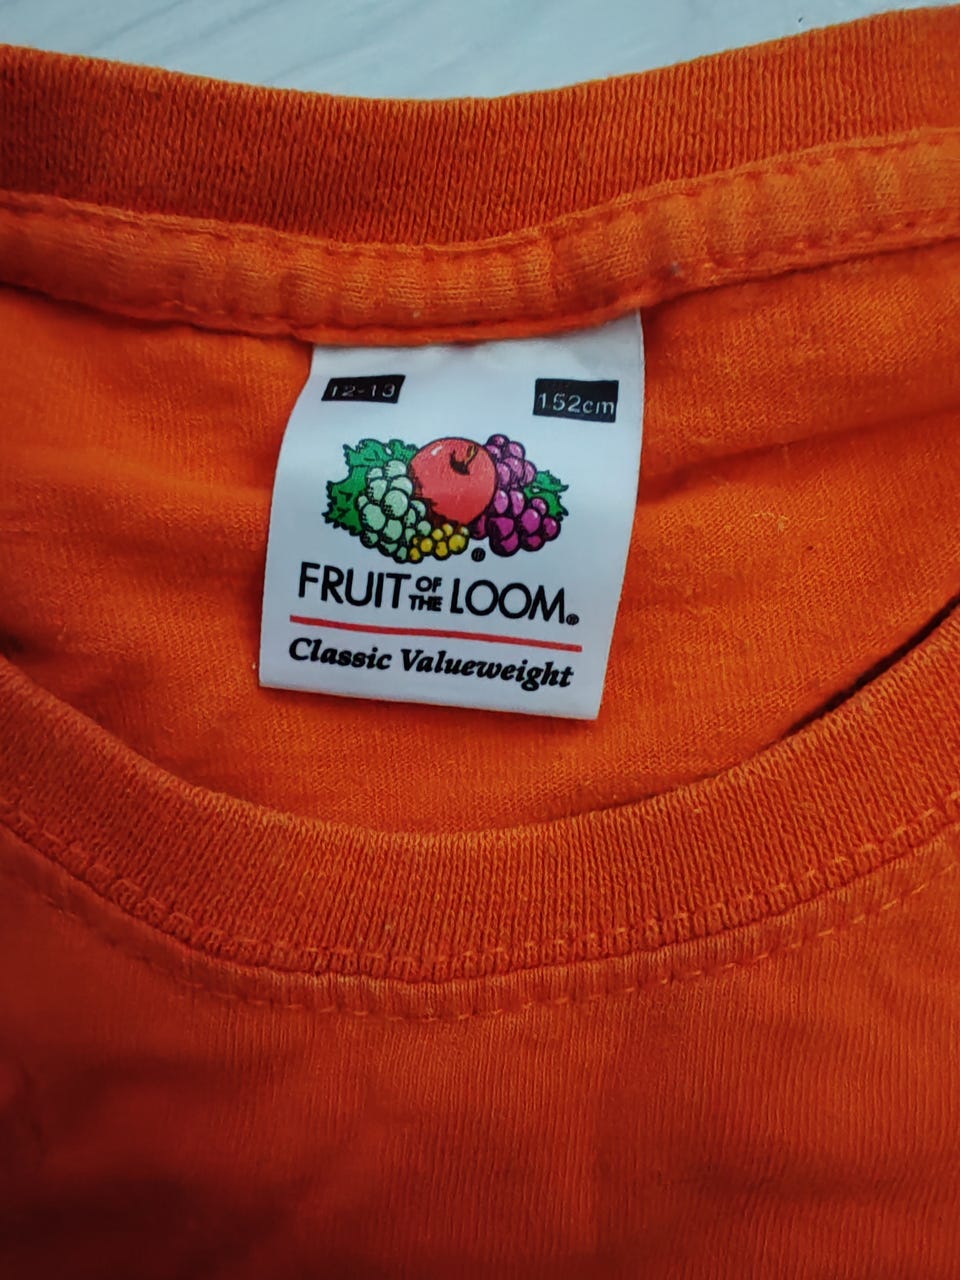 12-13 152cm
FRUIT OF THE LOOM®
Classic Valueweight